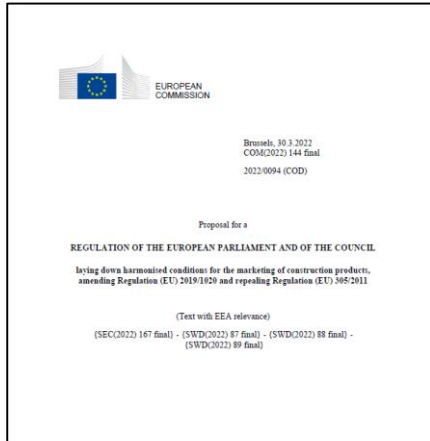 EUROPEAN
COMMISSION
Brussels, 30.3.2022
COM(2022) 144 final
2022/0094 (COD)
Proposal for a
REGULATION OF THE EUROPEAN PARLIAMENT AND OF THE COUNCIL
laying down harmonised conditions for the marketing of construction products,
amending Regulation (EU) 2019/1020 and repealing Regulation (EU) 305/2011
(Text with EEA relevance)
{SEC(2022) 167 final} - {SWD(2022) 87 final} - {SWD(2022) 88 final} -
{SWD(2022) 89 final}